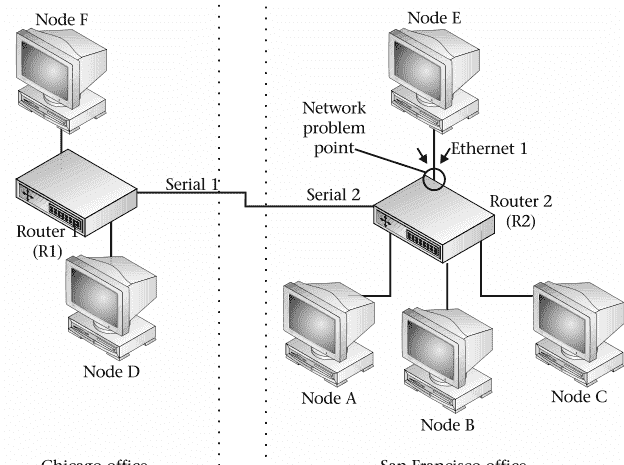 Node F
Node E
Network
problem
point
Ethernet 1
Serial 1
Serial 2
Router 2
(R2)
Router 1
(R1)
Node D
Node A
Node B
Node C
Chicago office
San Francisco office